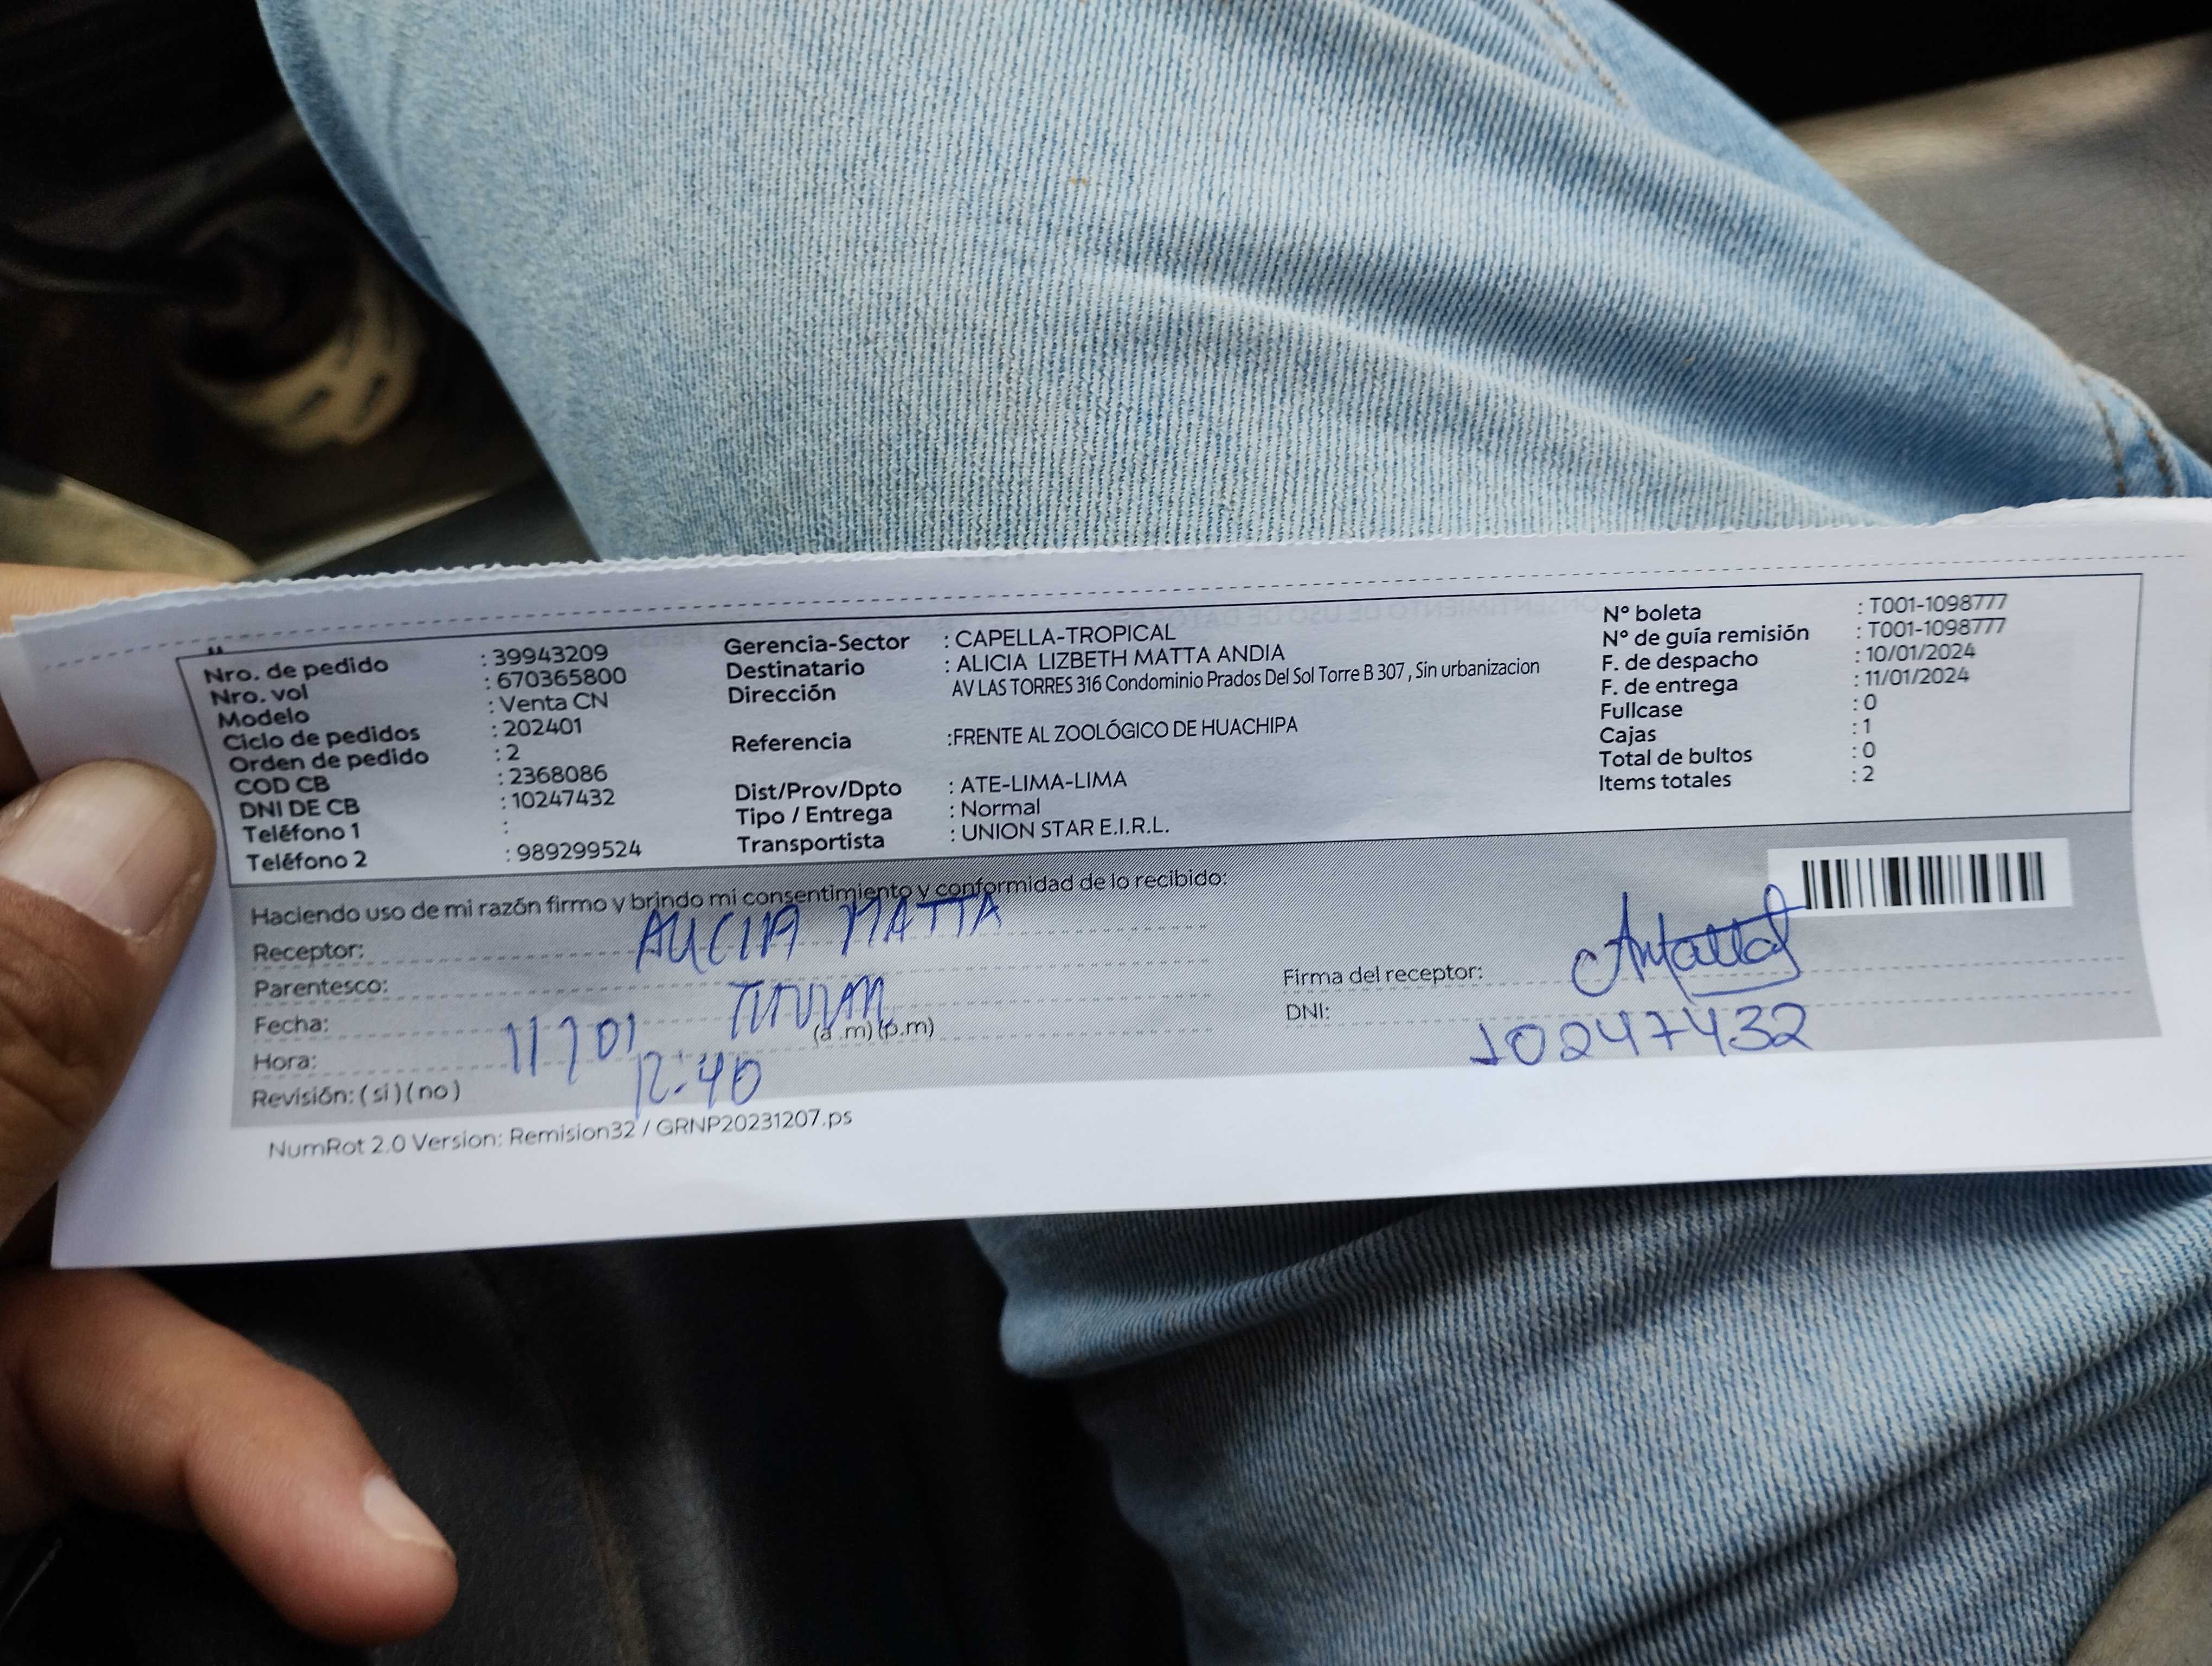 Nro. de pedido : 39943209
Nro. vol : 670365800
Modelo : Venta CN
Ciclo de pedidos : 202401
Orden de pedido : 2
COD CB : 2368086
DNI DE CB : 10247432
Teléfono 1 :
Teléfono 2 : 989299524
Gerencia-Sector : CAPELLA-TROPICAL
Destinatario : ALICIA LIZBETH MATTA ANDIA
Dirección AV LAS TORRES 316 Condominio Prados Del Sol Torre B 307 , Sin urbanizacion
Referencia :FRENTE AL ZOOLÓGICO DE HUACHIPA
Dist/Prov/Dpto : ATE-LIMA-LIMA
Tipo / Entrega : Normal
Transportista : UNION STAR E.I.R.L.
N° boleta : T001-1098777
N° de guía remisión : T001-1098777
F. de despacho : 10/01/2024
F. de entrega : 11/01/2024
Fullcase : 0
Cajas : 1
Total de bultos : 0
Items totales : 2
Haciendo uso de mi razón firmo y brindo mi consentimiento y conformidad de lo recibido:
Receptor: ALICIA MATTA
Parentesco:
Fecha: 11/01
Hora: 12:40 (a .m) (p.m)
Revisión: ( si ) ( no )
Firma del receptor:
DNI: 10247432
NumRot 2.0 Version: Remision32 / GRNP20231207.ps